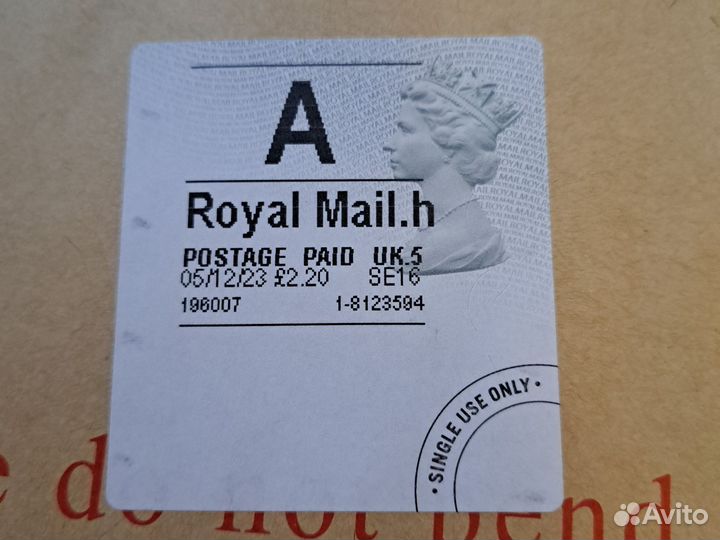 A
Royal Mail.h
POSTAGE PAID UK.5
05/12/23 £2.20 SE16
196007 1-8123594
• SINGLE USE ONLY •
do not bend
Avito